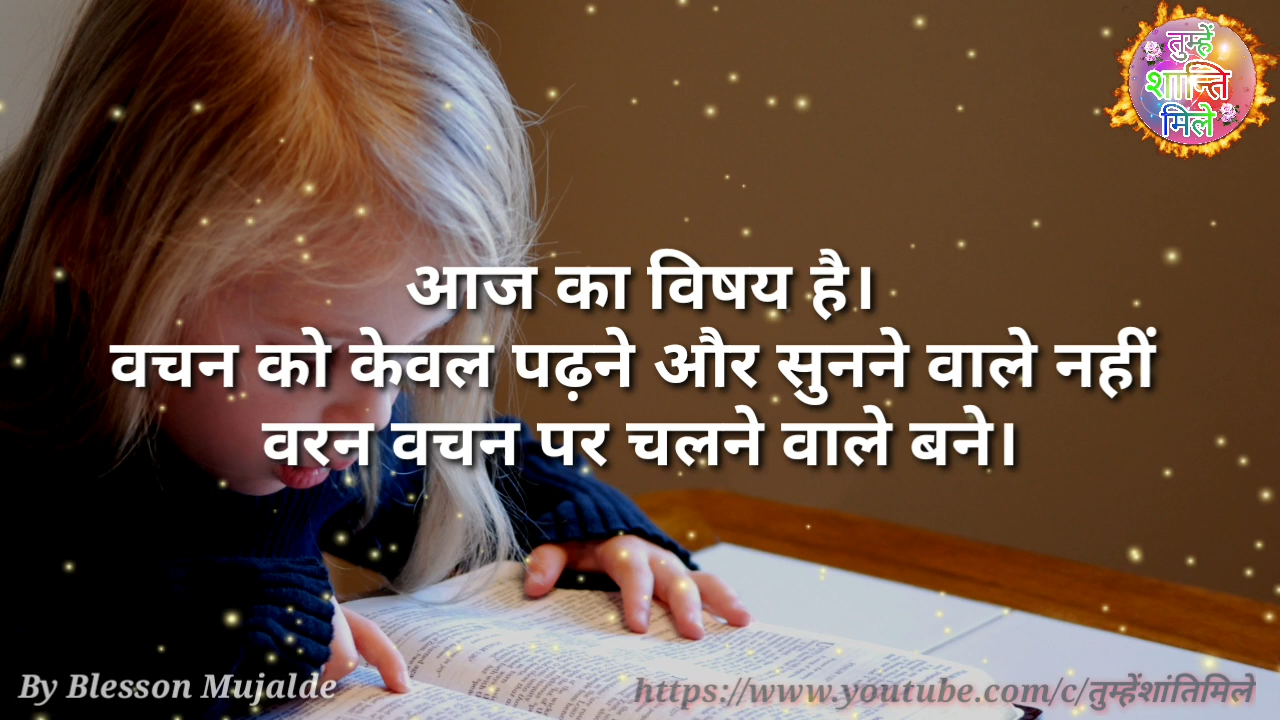 तुम्हें
शान्ति
मिले
आज का विषय है।
वचन को केवल पढ़ने और सुनने वाले नहीं
वरन वचन पर चलने वाले बने।
By Blesson Mujalde
https://www.youtube.com/c/तुम्हेंशांतिमिले